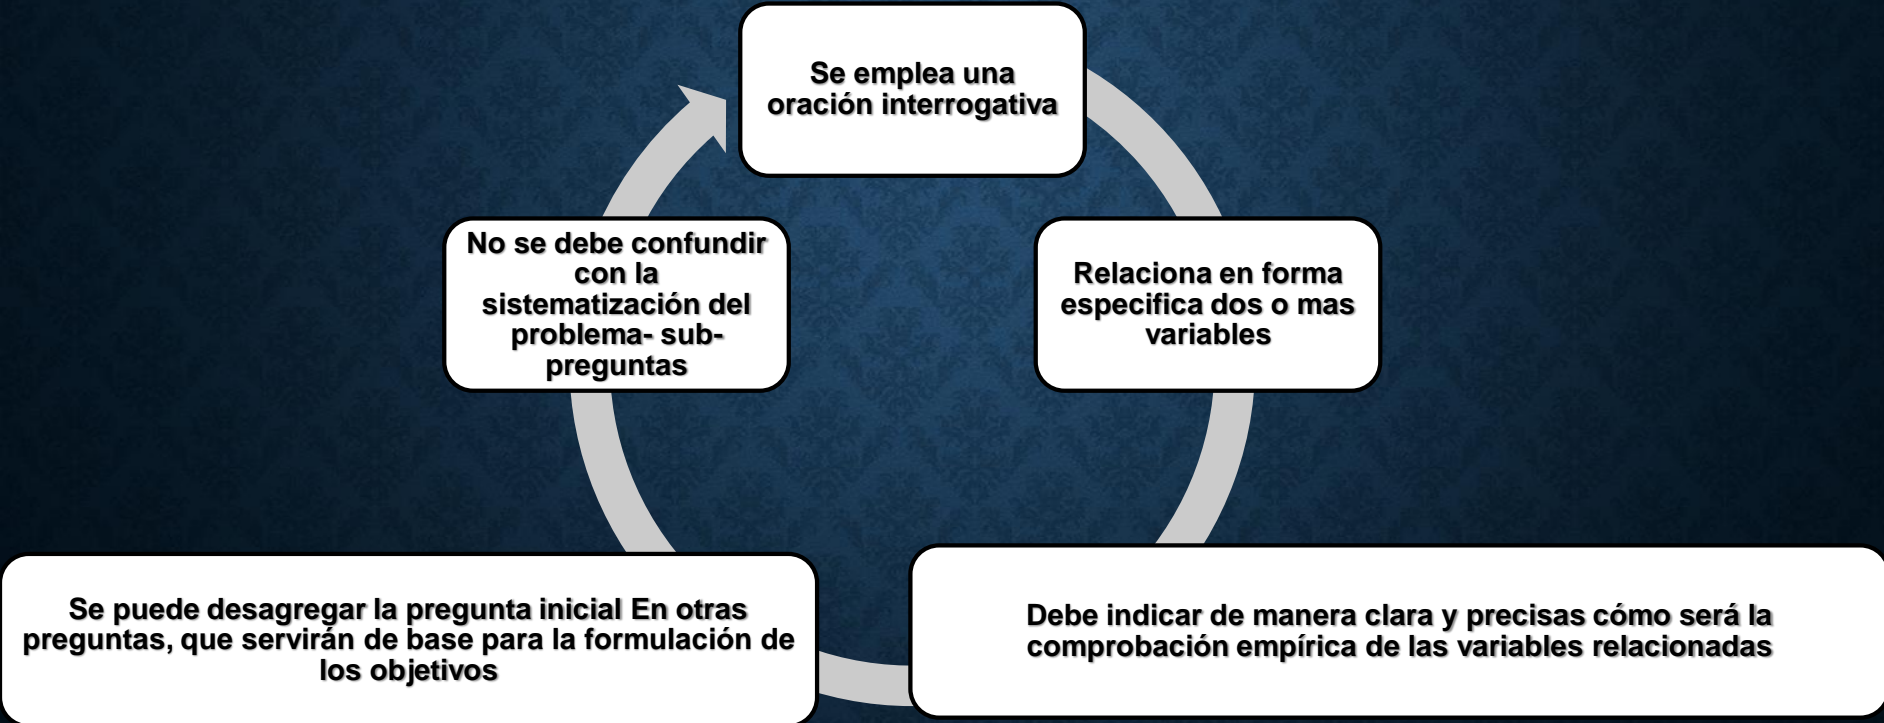 Se emplea una
oración interrogativa
Relaciona en forma
especifica dos o mas
variables
Debe indicar de manera clara y precisas cómo será la
comprobación empírica de las variables relacionadas
Se puede desagregar la pregunta inicial En otras
preguntas, que servirán de base para la formulación de
los objetivos
No se debe confundir
con la
sistematización del
problema- sub-
preguntas